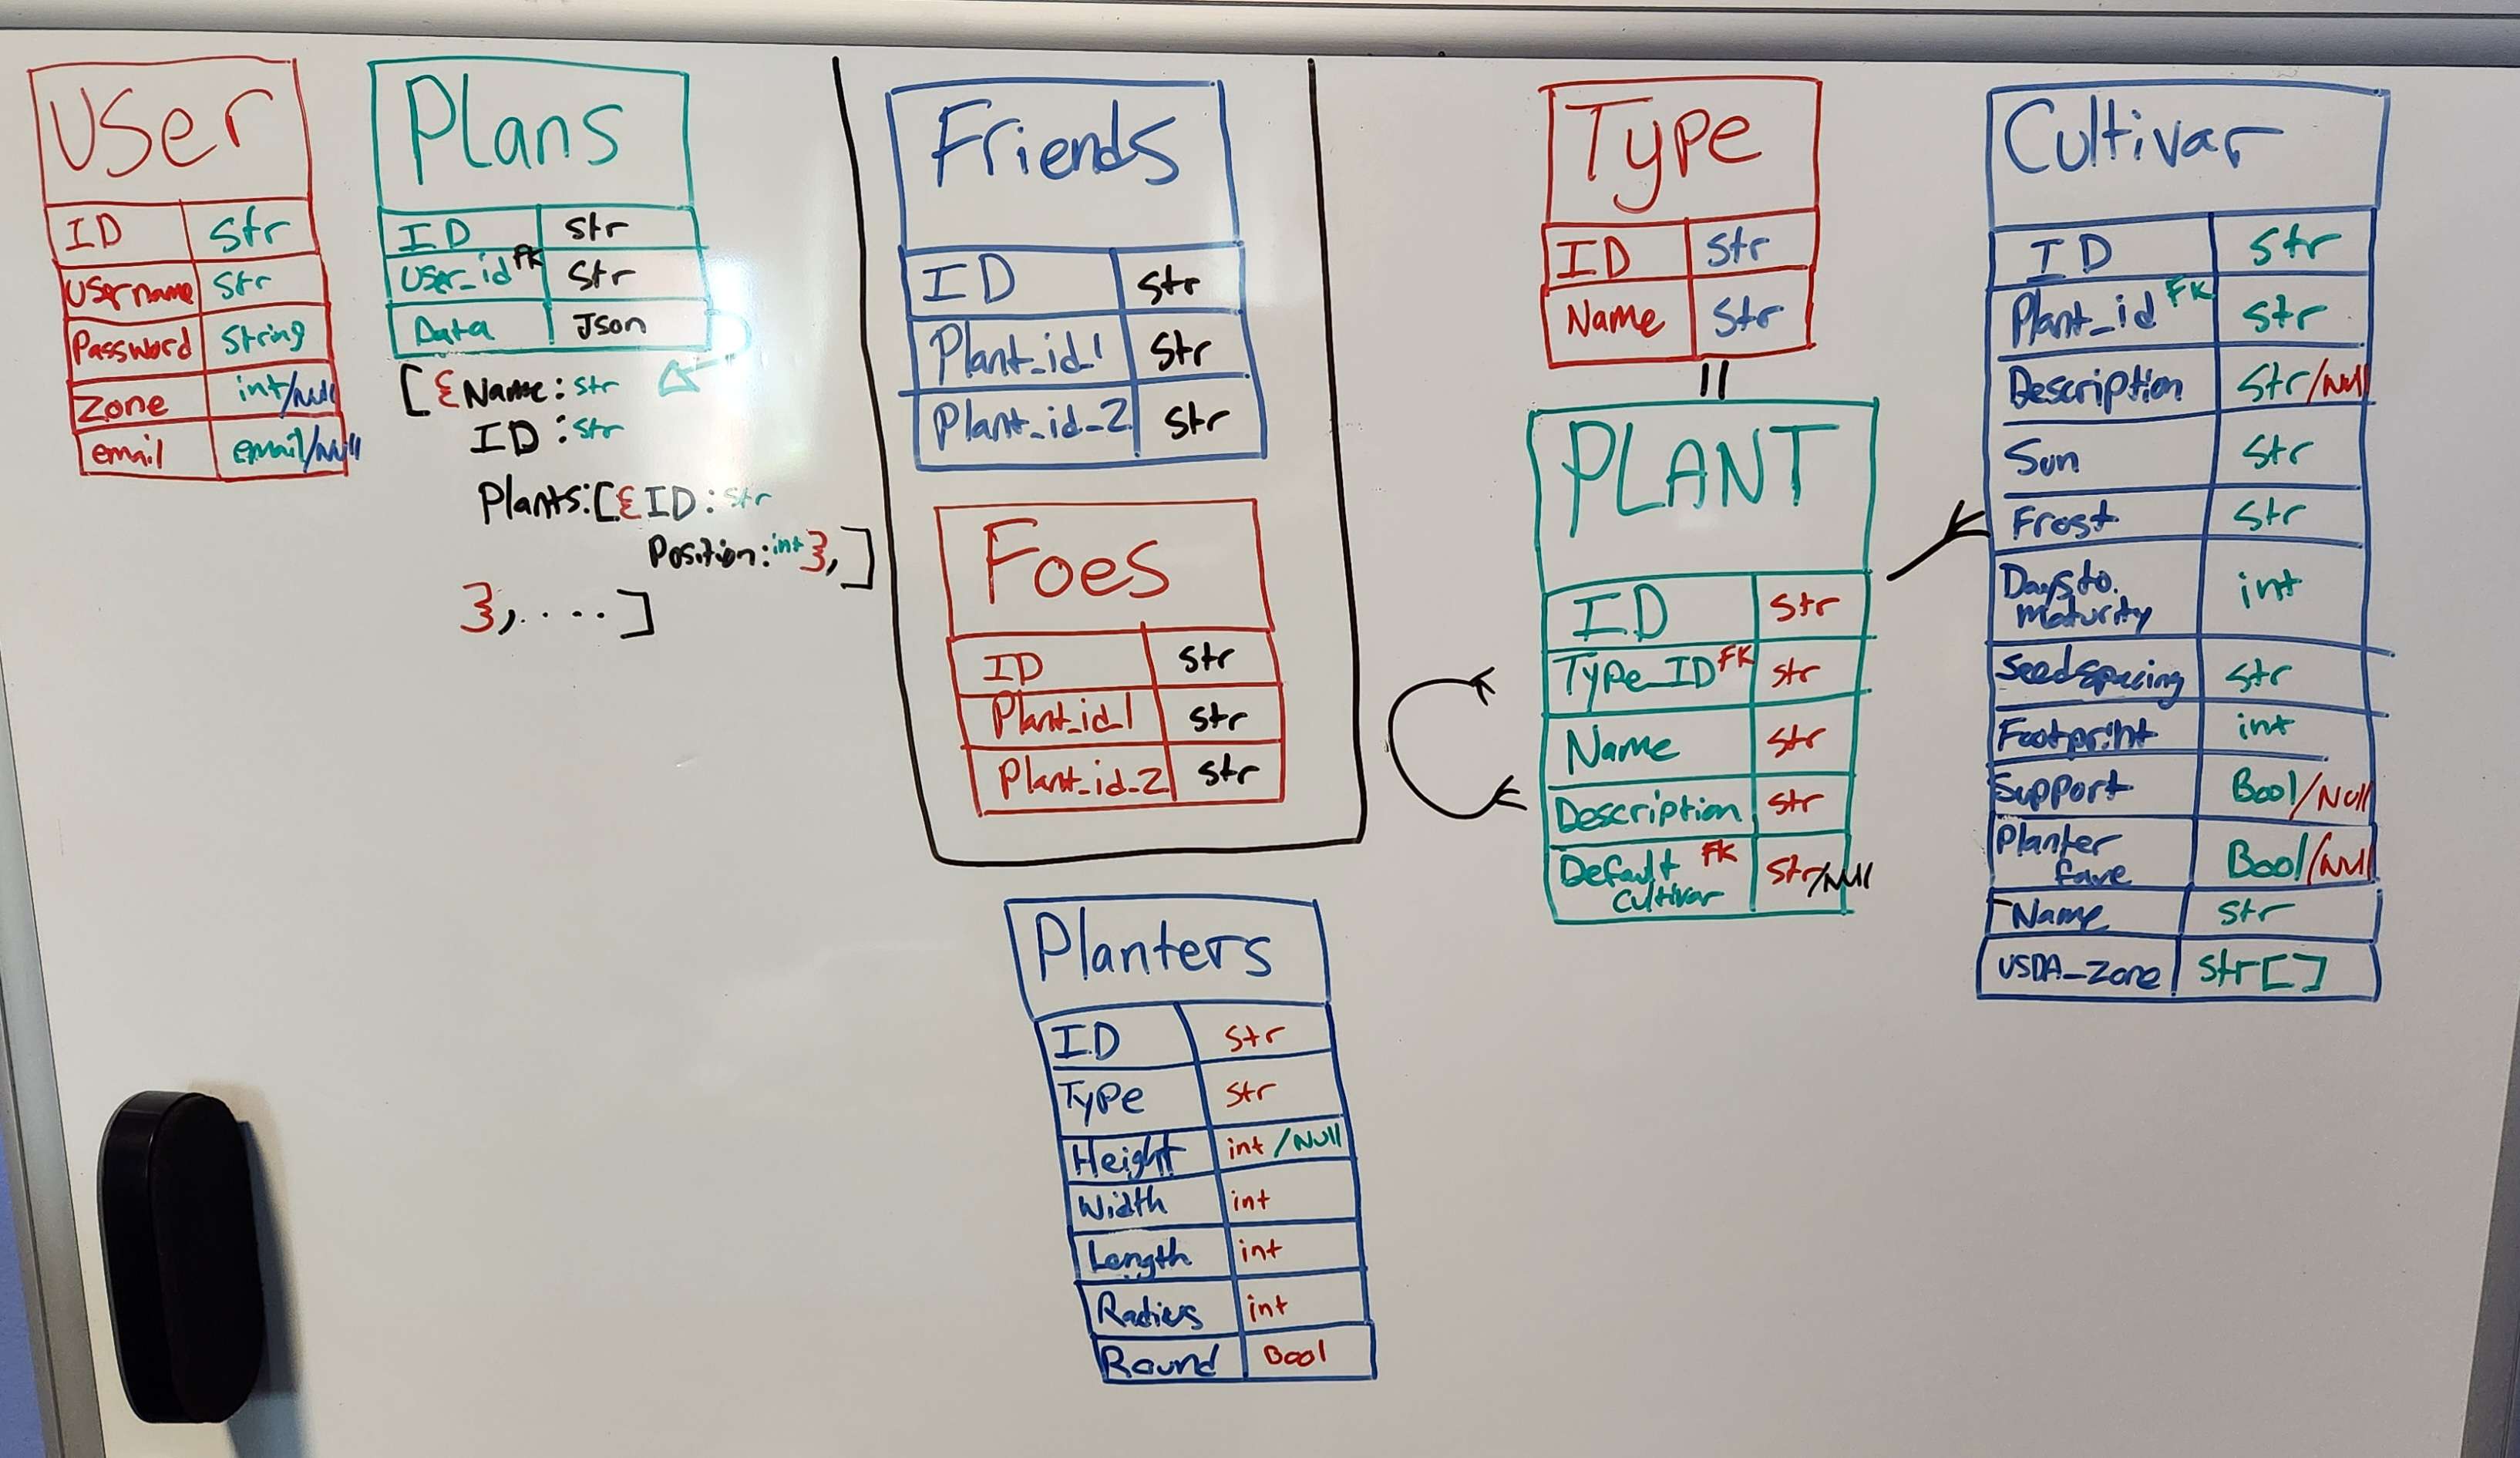 User
ID str
Username str
Password string
Zone int/Null
email email/Null
Plans
ID str
User_id FK str
Data Json
[{Name: str
ID: str
Plants:[{ID: str
Position: int},]
},....]
Friends
ID str
Plant_id1 str
Plant_id_2 str
Foes
ID str
Plant_id_1 str
Plant_id_2 str
Planters
ID str
Type str
Height int/Null
Width int
Length int
Radius int
Round Bool
Type
ID str
Name str
PLANT
ID str
Type_ID FK str
Name str
Description str
Default FK str/Null
Cultivar
Cultivar
ID str
Plant_id FK str
Description str/Null
Sun str
Frost str
Days to. int
maturity
Seed spacing str
Footprint int
Support Bool/Null
Planter Bool/Null
fave
Name str
USDA_Zone str[]